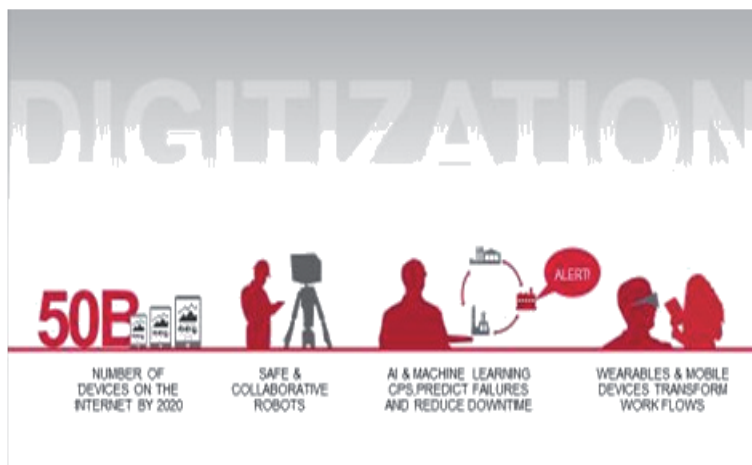 DIGITIZATION
50B
ALERT!
NUMBER OF
DEVICES ON THE
INTERNET BY 2020
SAFE &
COLLABORATIVE
ROBOTS
AI & MACHINE LEARNING
CPS,PREDICT FAILURES
AND REDUCE DOWNTIME
WEARABLES & MOBILE
DEVICES TRANSFORM
WORK FLOWS